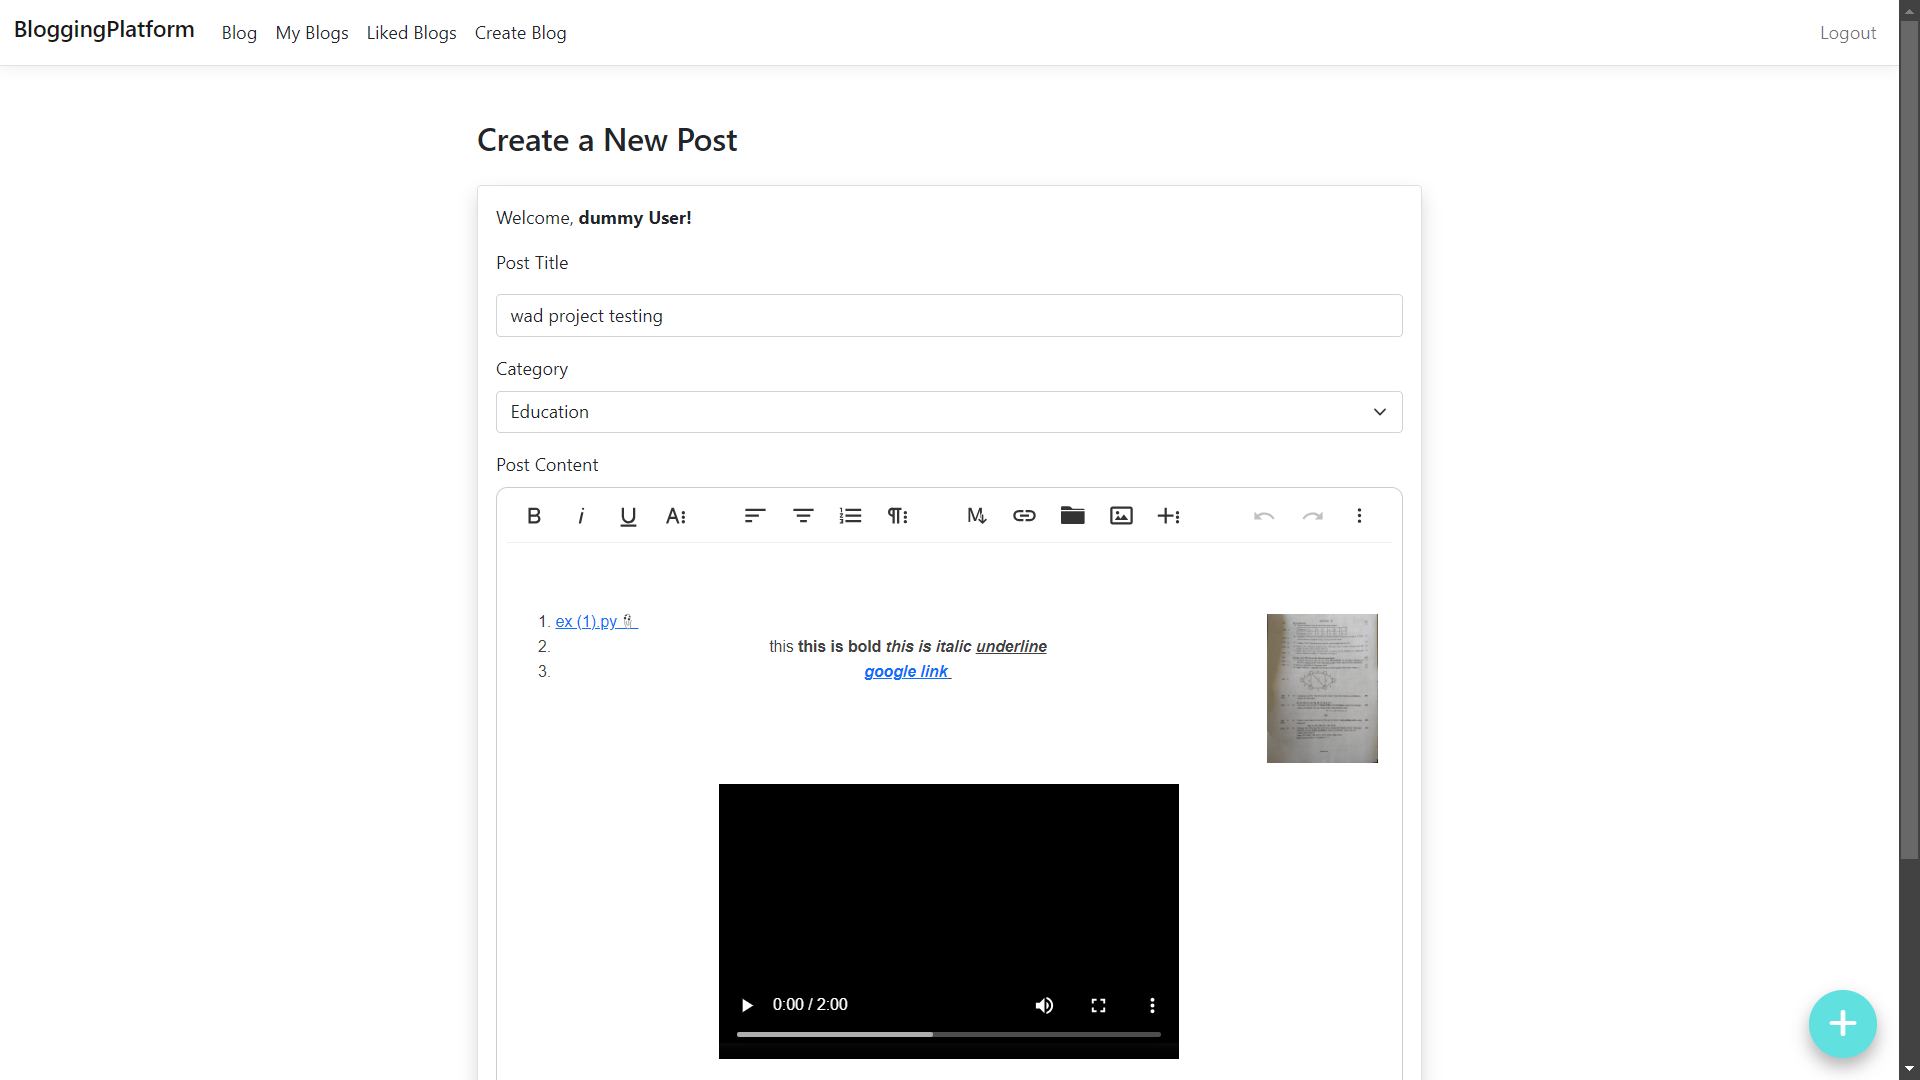 BloggingPlatform Blog My Blogs Liked Blogs Create Blog Logout
Create a New Post
Welcome, dummy User!
Post Title
wad project testing
Category
Education
Post Content
1. ex (1).py
2. this this is bold this is italic underline
3. google link
0:00 / 2:00